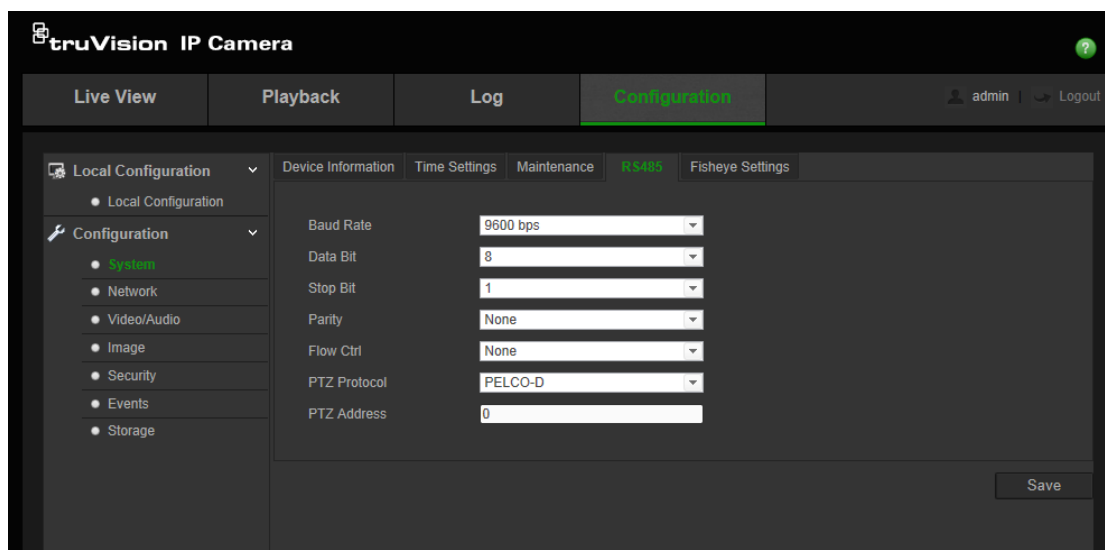 truVision IP Camera
?
Live View Playback Log Configuration admin | Logout
Local Configuration
Local Configuration
Configuration
System
Network
Video/Audio
Image
Security
Events
Storage
Device Information Time Settings Maintenance RS485 Fisheye Settings
Baud Rate 9600 bps
Data Bit 8
Stop Bit 1
Parity None
Flow Ctrl None
PTZ Protocol PELCO-D
PTZ Address 0
Save